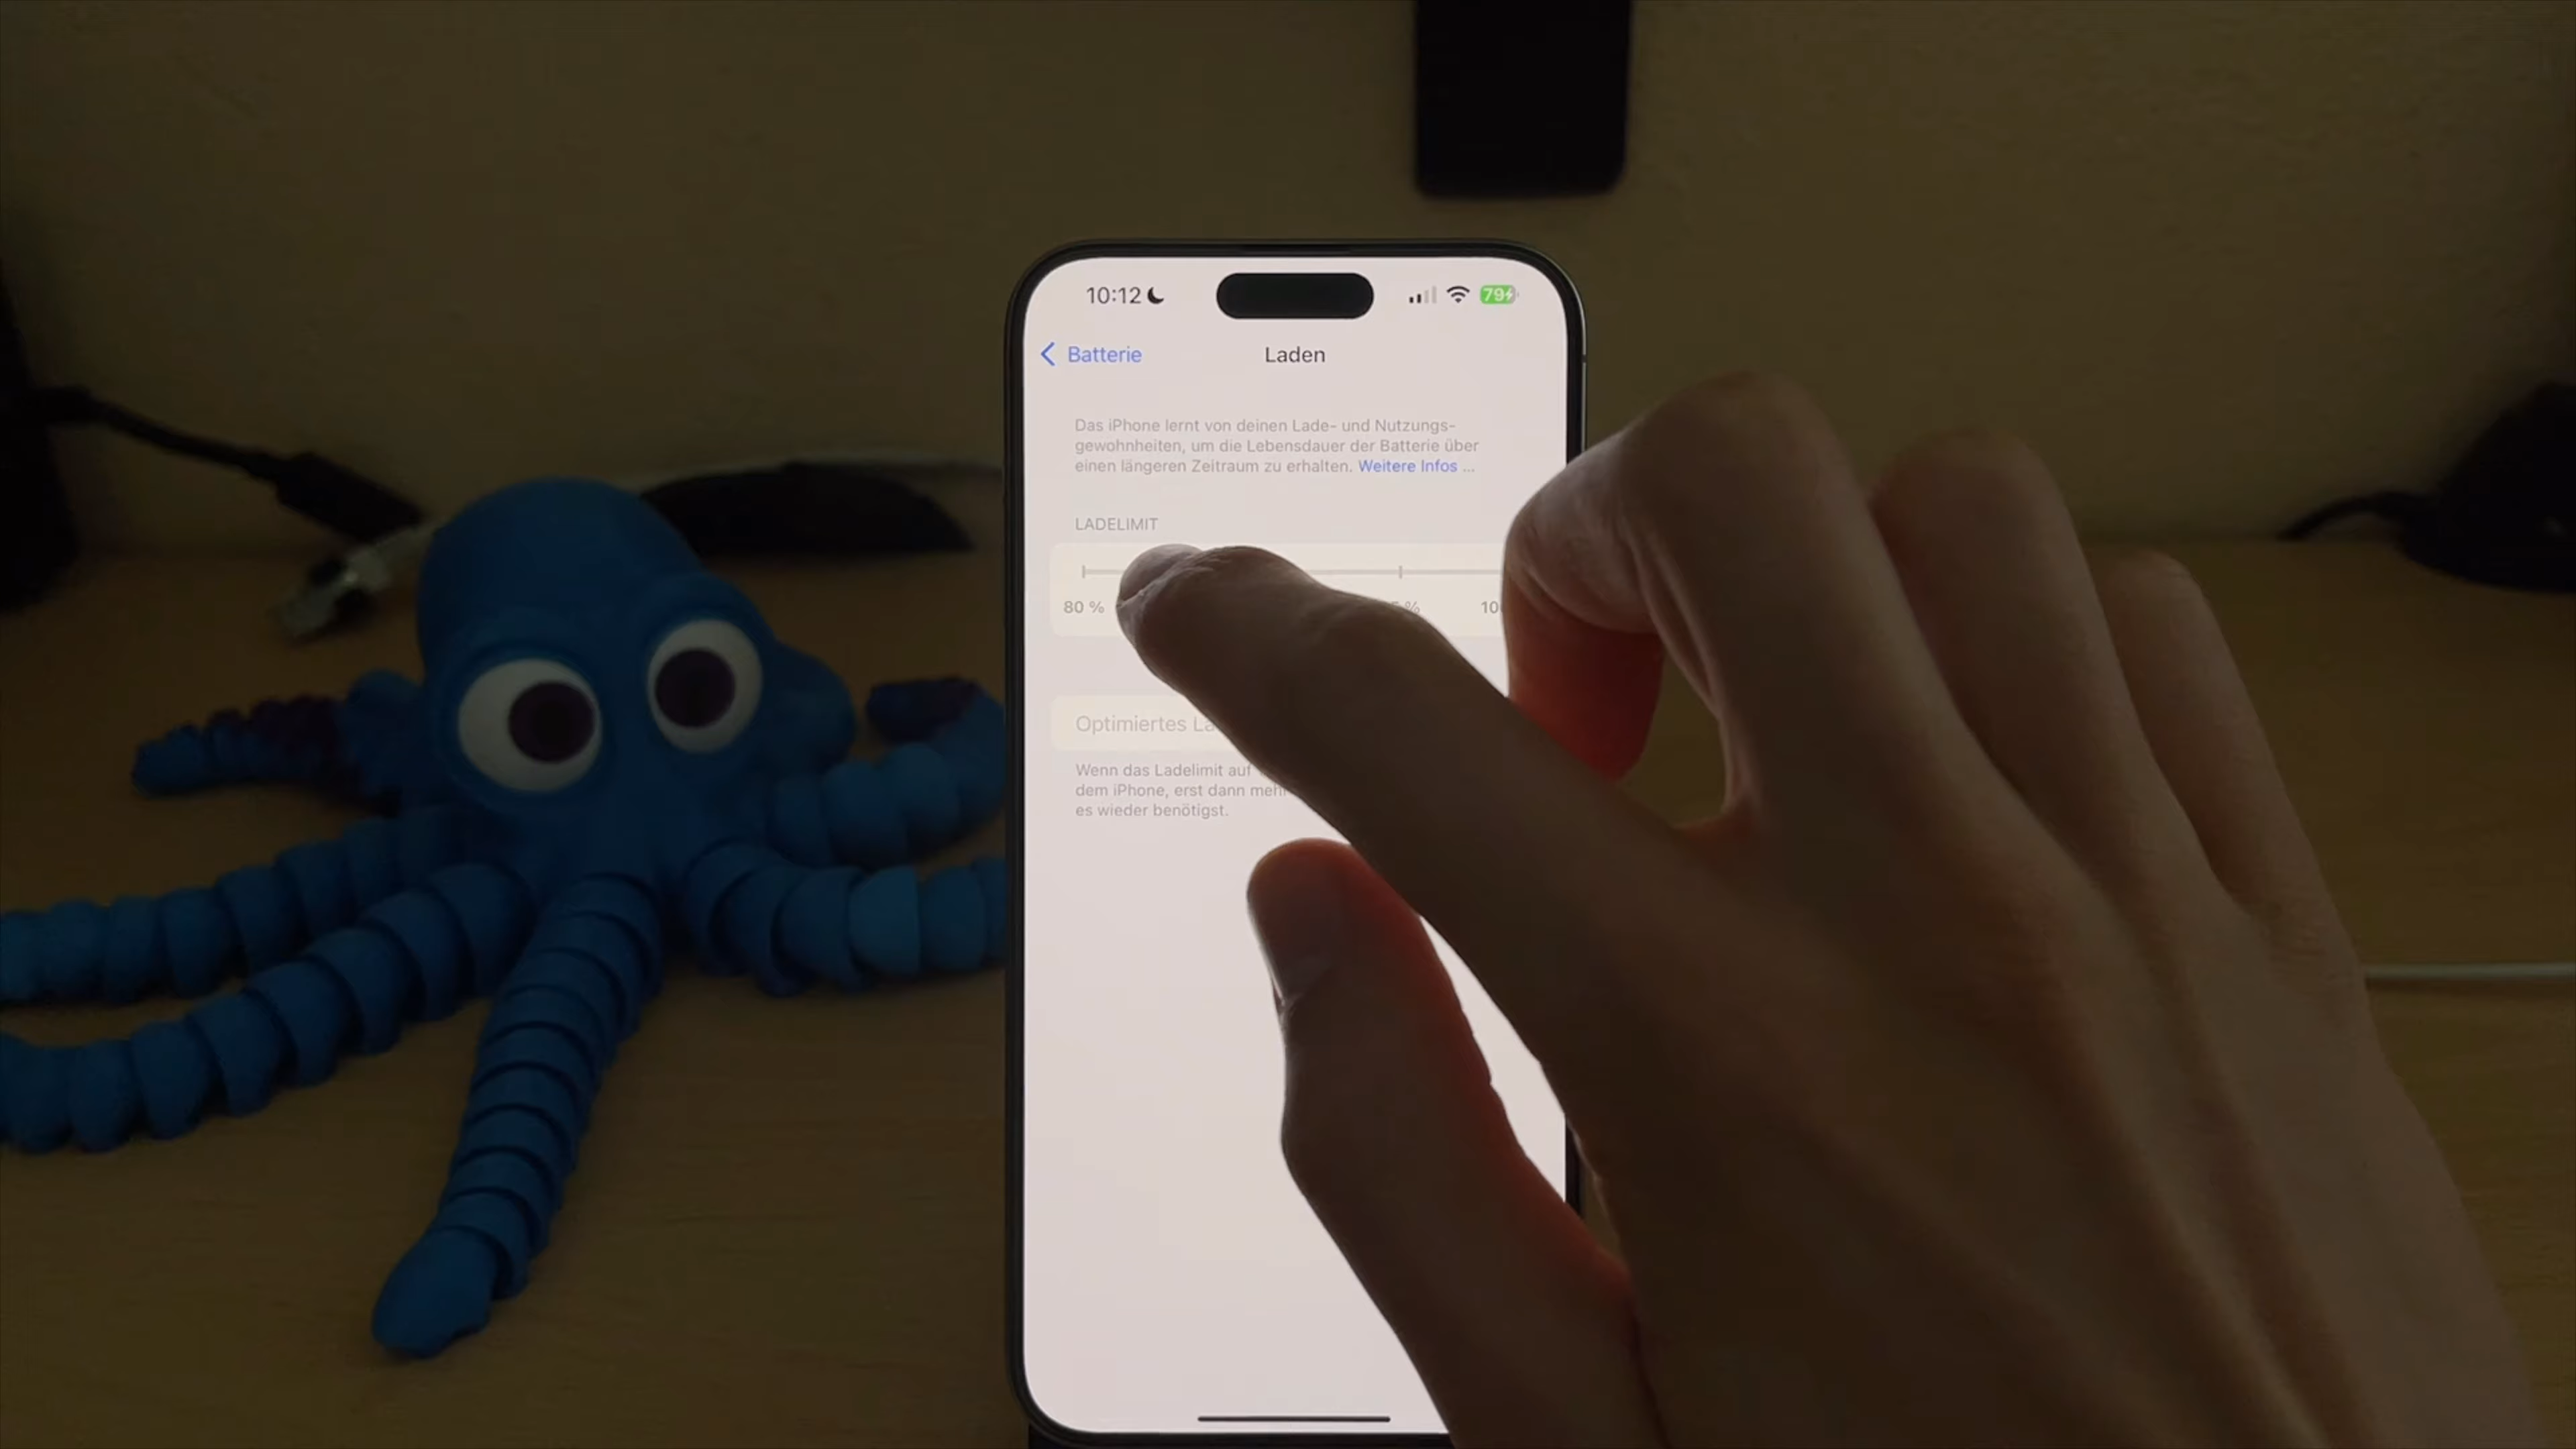 10:12
79
Batterie
Laden
Das iPhone lernt von deinen Lade- und Nutzungs-
gewohnheiten, um die Lebensdauer der Batterie über
einen längeren Zeitraum zu erhalten. Weitere Infos ...
LADELIMIT
80 %
%
Optimiertes
Wenn das Ladelimit auf
dem iPhone, erst dann mehr
es wieder benötigst.